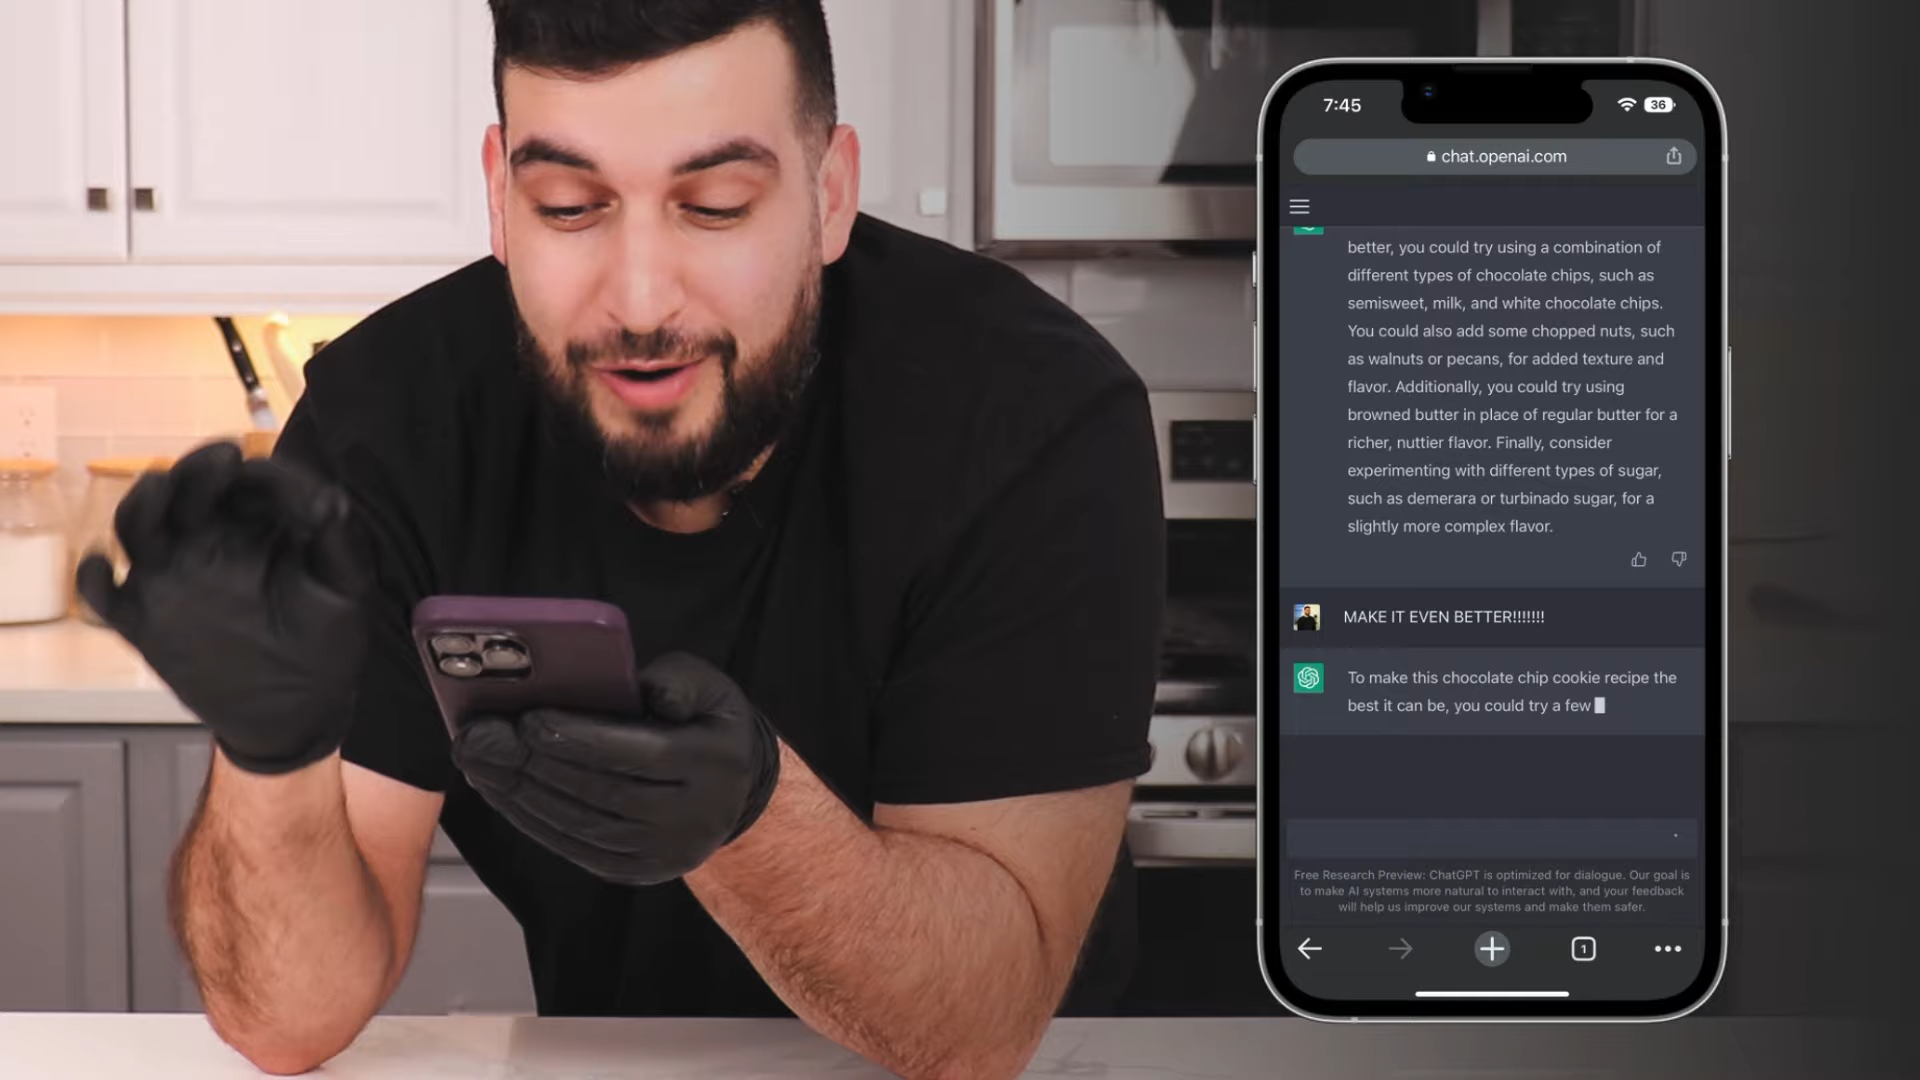 7:45
36
chat.openai.com
better, you could try using a combination of
different types of chocolate chips, such as
semisweet, milk, and white chocolate chips.
You could also add some chopped nuts, such
as walnuts or pecans, for added texture and
flavor. Additionally, you could try using
browned butter in place of regular butter for a
richer, nuttier flavor. Finally, consider
experimenting with different types of sugar,
such as demerara or turbinado sugar, for a
slightly more complex flavor.
MAKE IT EVEN BETTER!!!!!!!
To make this chocolate chip cookie recipe the
best it can be, you could try a few
Free Research Preview: ChatGPT is optimized for dialogue. Our goal is
to make AI systems more natural to interact with, and your feedback
will help us improve our systems and make them safer.
1